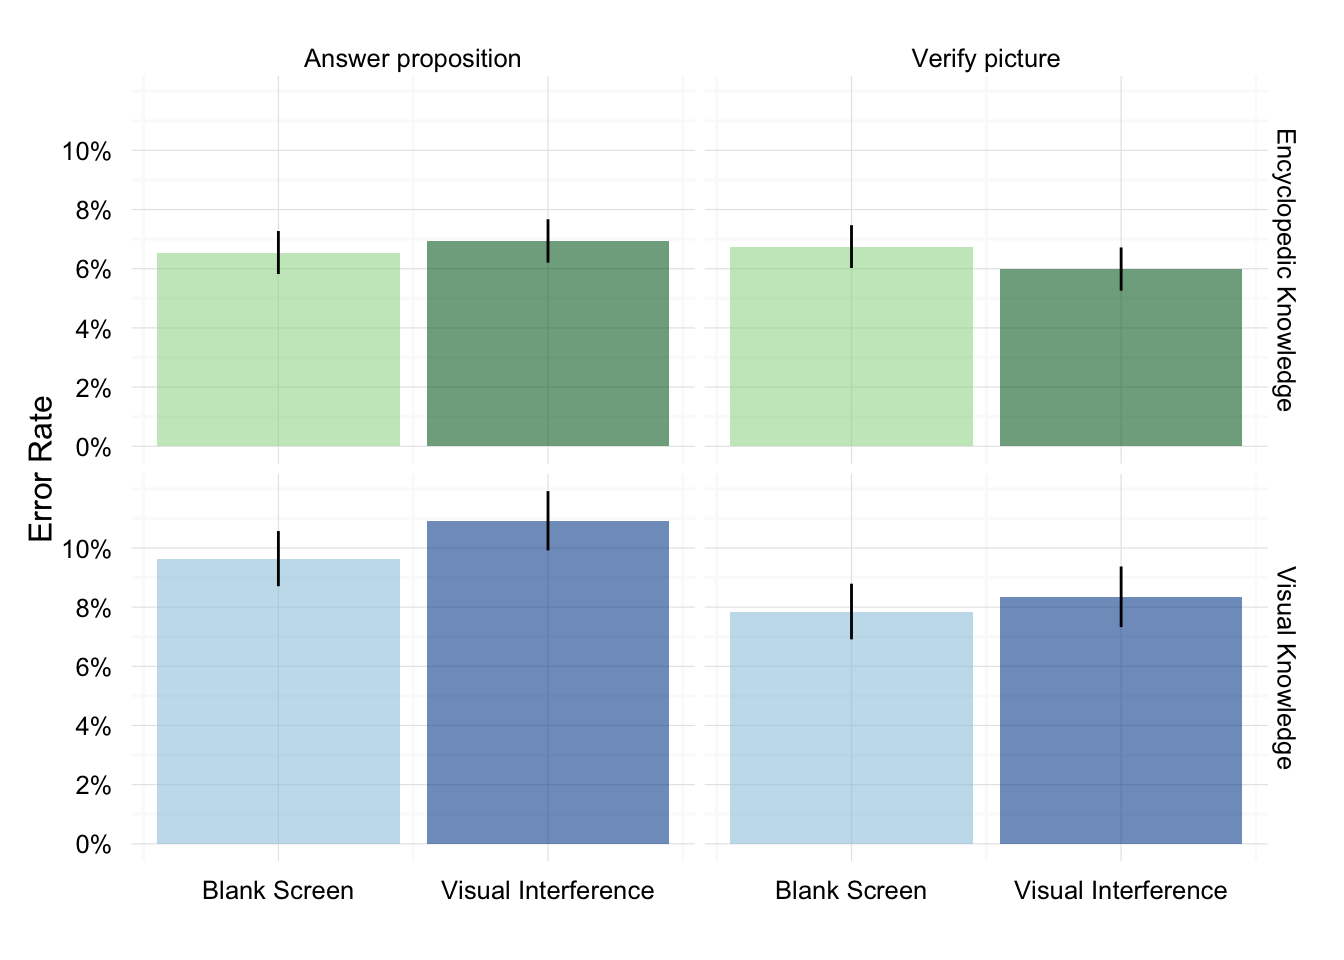 Answer proposition
Verify picture
Error Rate
10%
8%
6%
4%
2%
0%
Encyclopedic Knowledge
10%
8%
6%
4%
2%
0%
Visual Knowledge
Blank Screen
Visual Interference
Blank Screen
Visual Interference